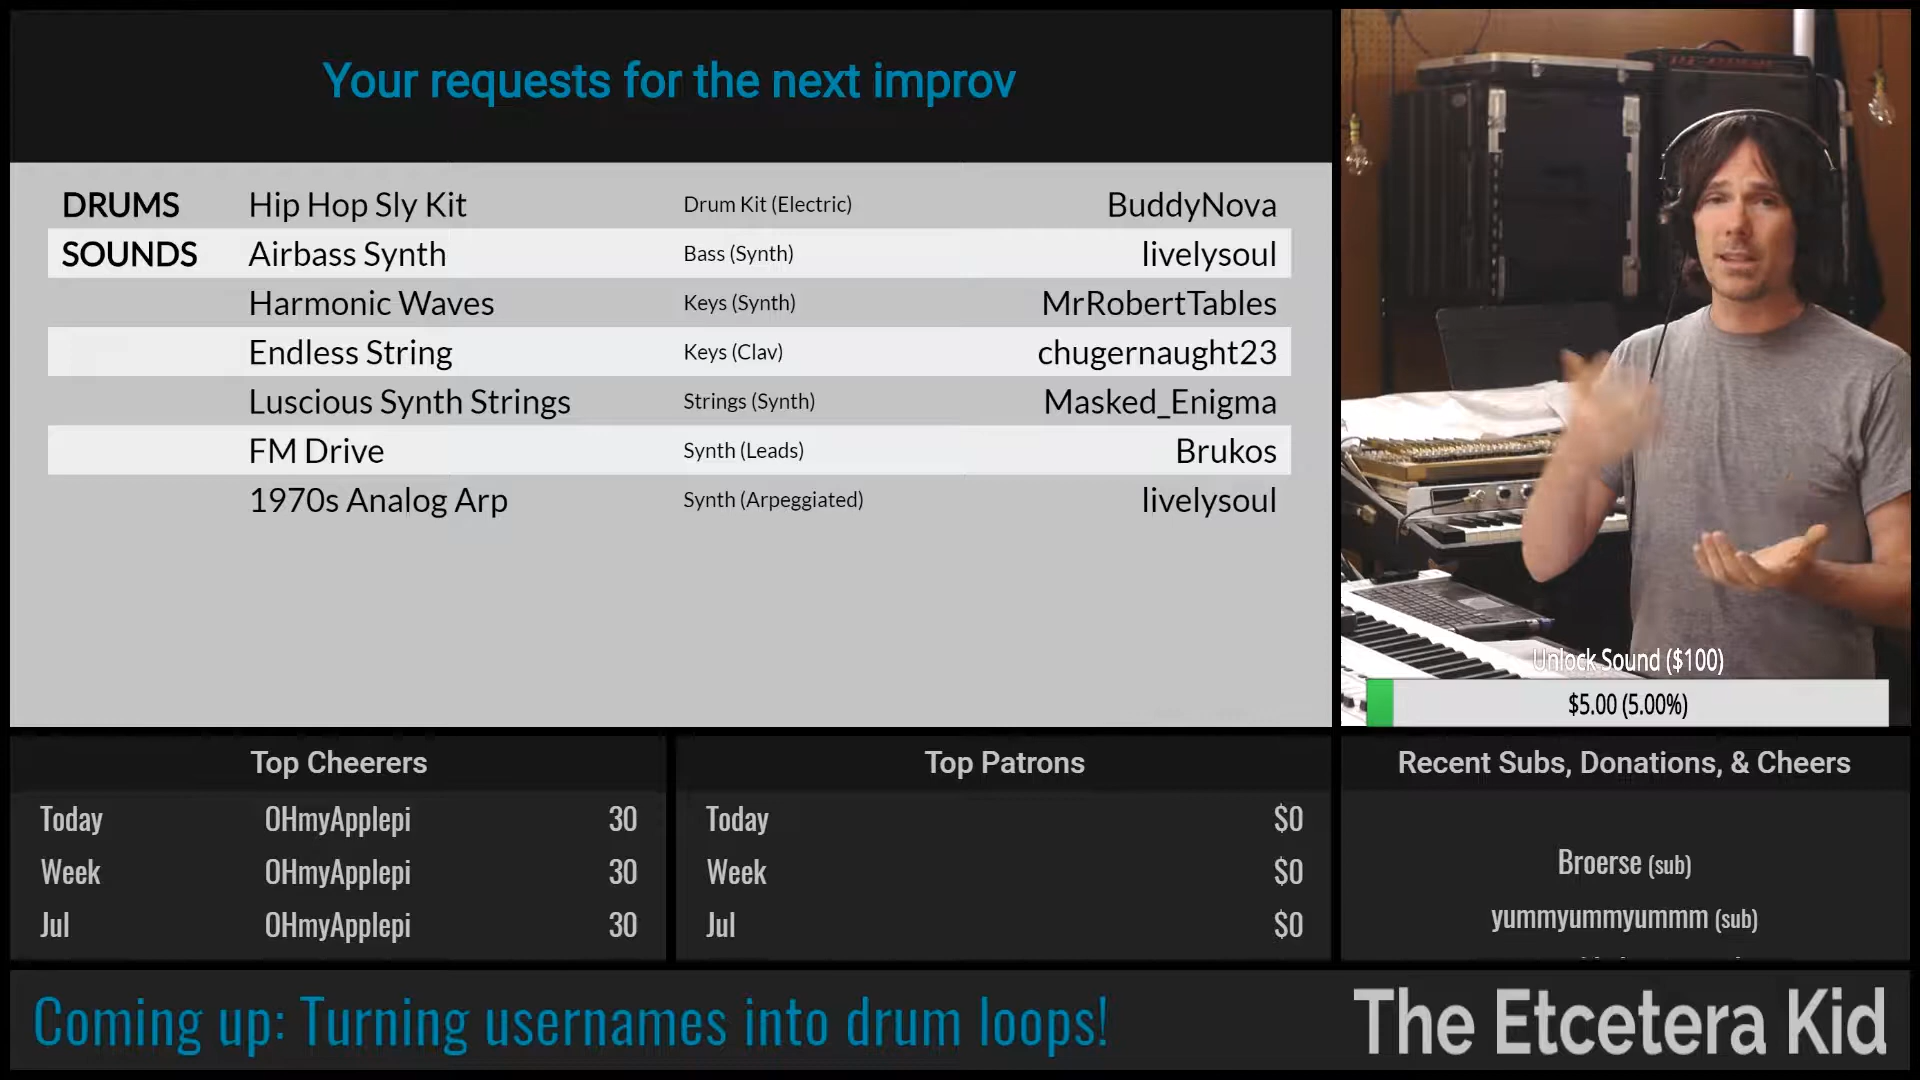 Your requests for the next improv
DRUMS Hip Hop Sly Kit Drum Kit (Electric) BuddyNova
SOUNDS Airbass Synth Bass (Synth) livelysoul
Harmonic Waves Keys (Synth) MrRobertTables
Endless String Keys (Clav) chugernaught23
Luscious Synth Strings Strings (Synth) Masked_Enigma
FM Drive Synth (Leads) Brukos
1970s Analog Arp Synth (Arpeggiated) livelysoul
Unlock Sound ($100)
$5.00 (5.00%)
Top Cheerers
Today OHmyApplepi 30
Week OHmyApplepi 30
Jul OHmyApplepi 30
Top Patrons
Today $0
Week $0
Jul $0
Recent Subs, Donations, & Cheers
Broerse (sub)
yummyyummyummm (sub)
Coming up: Turning usernames into drum loops!
The Etcetera Kid